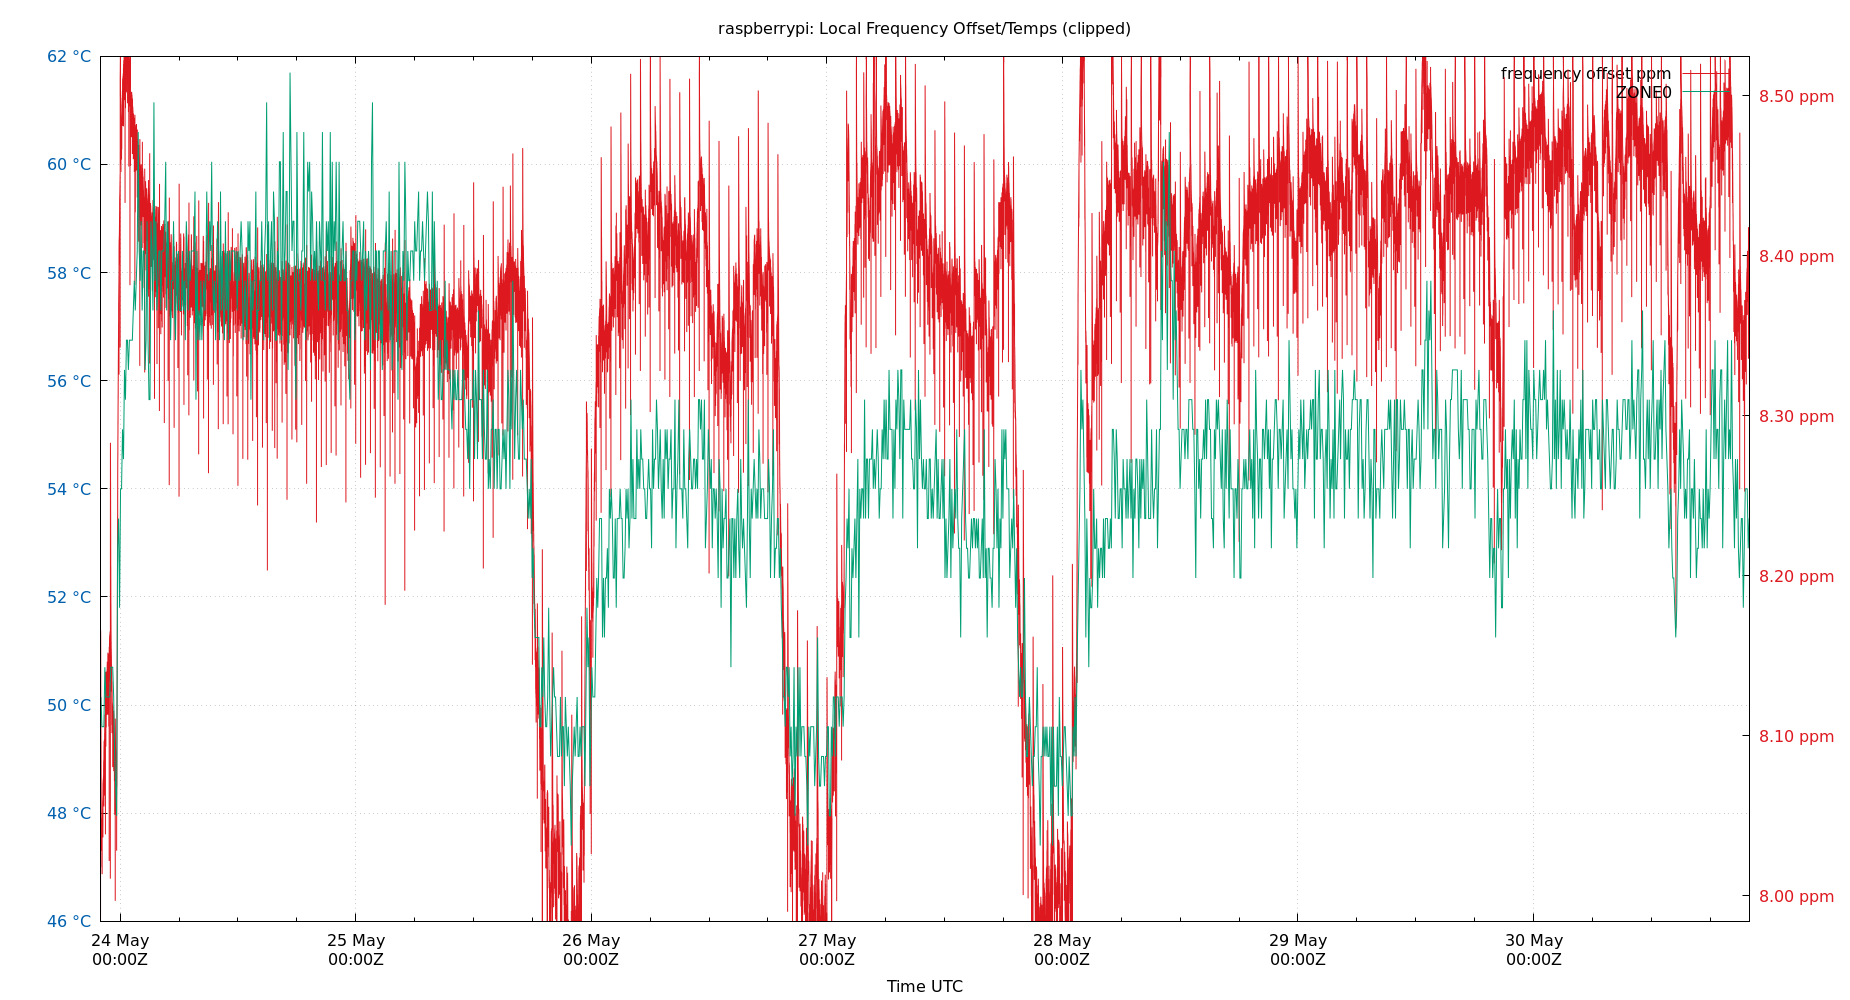 raspberrypi: Local Frequency Offset/Temps (clipped)
62 °C
60 °C
58 °C
56 °C
54 °C
52 °C
50 °C
48 °C
46 °C
frequency offset ppm
ZONE0
8.50 ppm
8.40 ppm
8.30 ppm
8.20 ppm
8.10 ppm
8.00 ppm
24 May 25 May 26 May 27 May 28 May 29 May 30 May
00:00Z 00:00Z 00:00Z 00:00Z 00:00Z 00:00Z 00:00Z
Time UTC